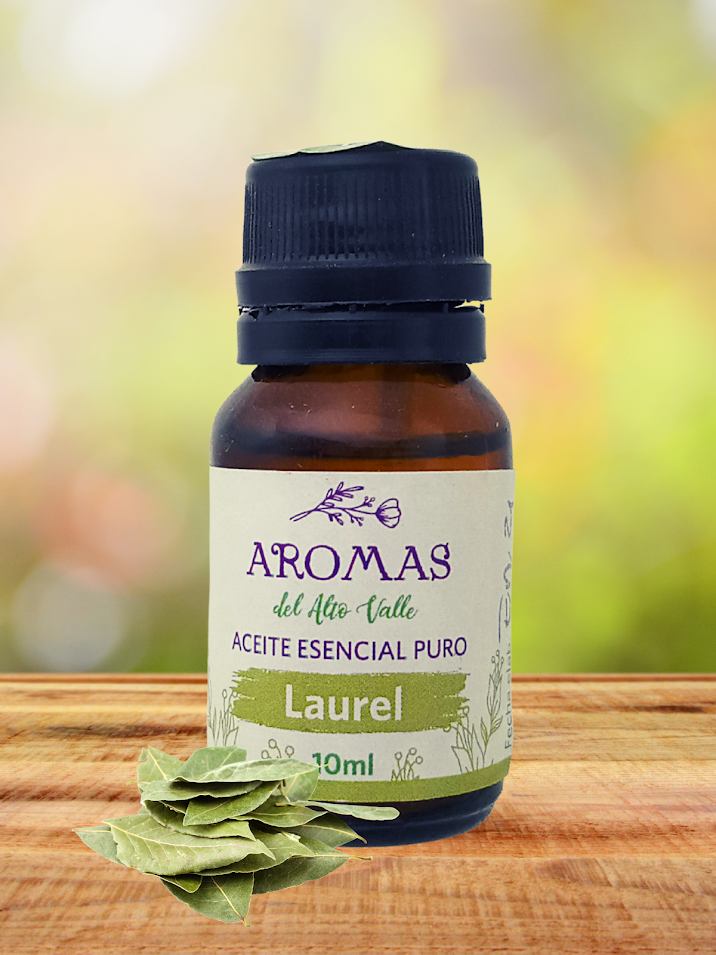 AROMAS
del Alto Valle
ACEITE ESENCIAL PURO
Laurel
10ml